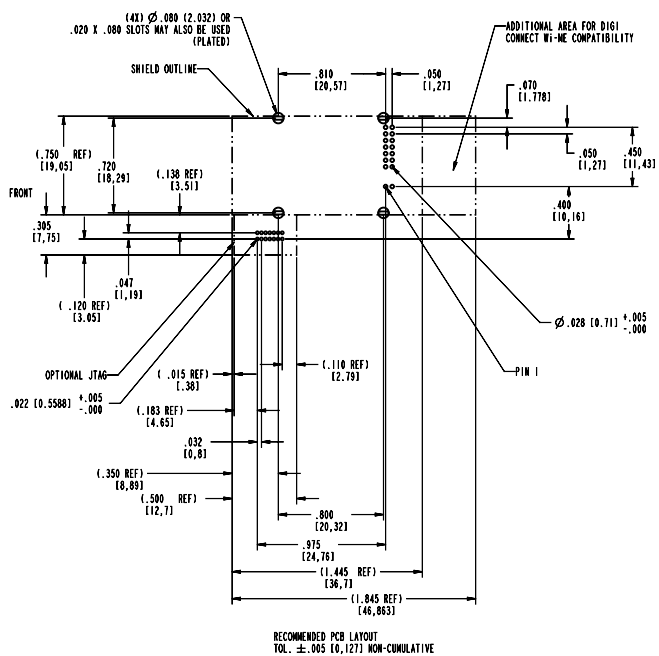 (4X) Ø .080 (2.032) OR
.020 X .080 SLOTS MAY ALSO BE USED
(PLATED)
ADDITIONAL AREA FOR DIGI
CONNECT Wi-ME COMPATIBILITY
SHIELD OUTLINE
.810
[20,57]
.050
[1,27]
.070
[1.778]
(.750 REF)
[19,05]
.720
[18,29]
(.138 REF)
[3.51]
.050
[1,27]
.450
[11,43]
FRONT
.305
[7,75]
.400
[10,16]
.047
[1,19]
(.120 REF)
[3.05]
Ø .028 [0.71] +.005
-.000
OPTIONAL JTAG
(.015 REF)
[.38]
(.110 REF)
[2.79]
PIN 1
.022 [0.5588] +.005
-.000
(.183 REF)
[4.65]
.032
[0,8]
(.350 REF)
[8,89]
(.500 REF)
[12,7]
.800
[20,32]
.975
[24,76]
(1.445 REF)
[36,7]
(1.845 REF)
[46,863]
RECOMMENDED PCB LAYOUT
TOL. ±.005 [0,127] NON-CUMULATIVE